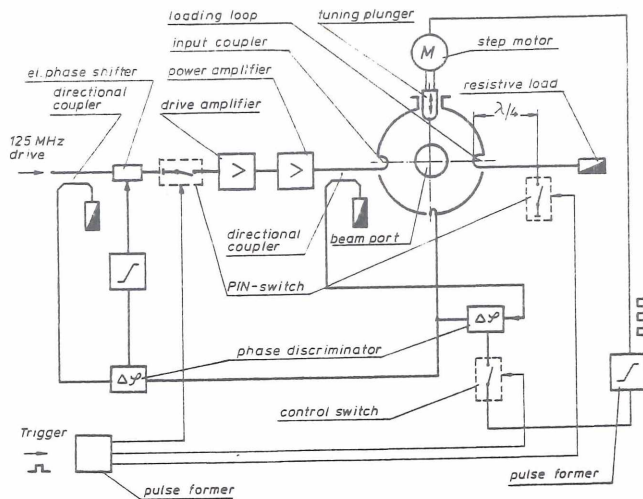 loading loop
tuning plunger
input coupler
M
step motor
el. phase shifter
power amplifier
resistive load
directional
coupler
drive amplifier
λ/4
125 MHz
drive
>
>
directional
coupler
beam port
PIN-switch
Δφ
phase discriminator
Δφ
control switch
Trigger
pulse former
pulse former